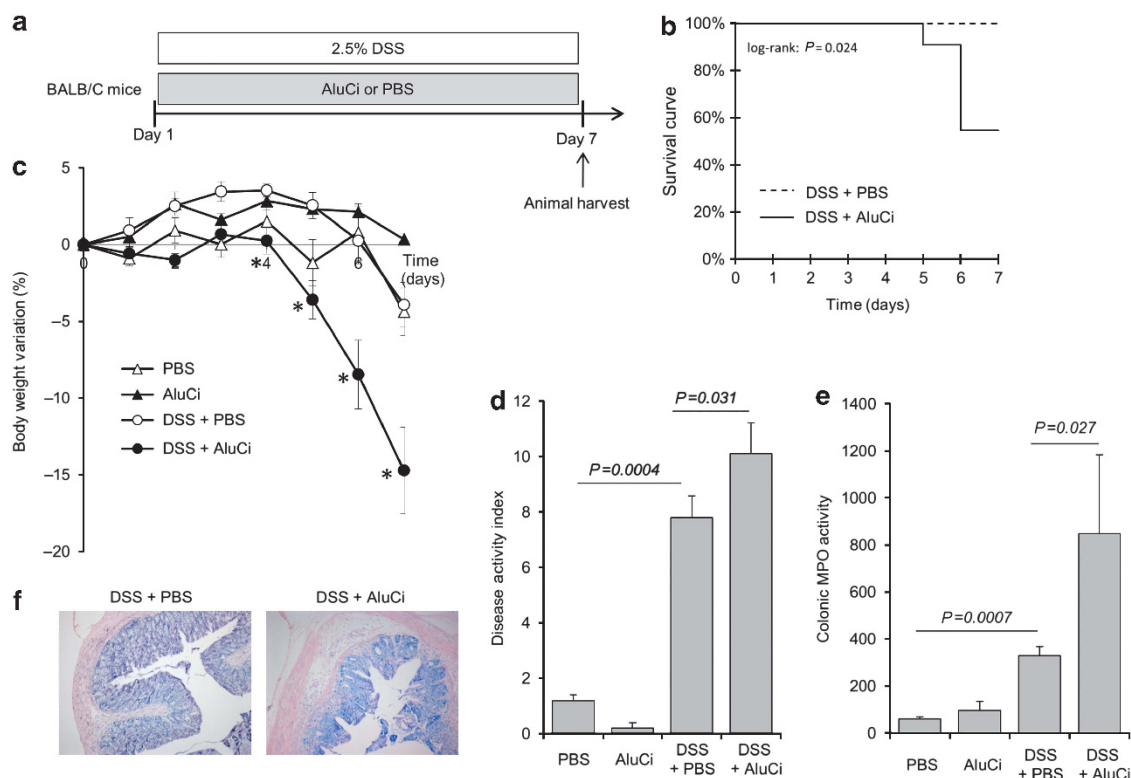 a
2.5% DSS
BALB/C mice
AluCi or PBS
Day 1
Day 7
Animal harvest
b
log-rank: P = 0.024
Survival curve
100%
80%
60%
40%
20%
0%
DSS + PBS
DSS + AluCi
0 1 2 3 4 5 6 7
Time (days)
c
Body weight variation (%)
5
0
–5
–10
–15
–20
0 *4 6
Time
(days)
*
*
*
PBS
AluCi
DSS + PBS
DSS + AluCi
d
Disease activity index
12
10
8
6
4
2
0
P=0.0004
P=0.031
PBS AluCi DSS + PBS DSS + AluCi
e
Colonic MPO activity
1400
1200
1000
800
600
400
200
0
P=0.0007
P=0.027
PBS AluCi DSS + PBS DSS + AluCi
f
DSS + PBS
DSS + AluCi